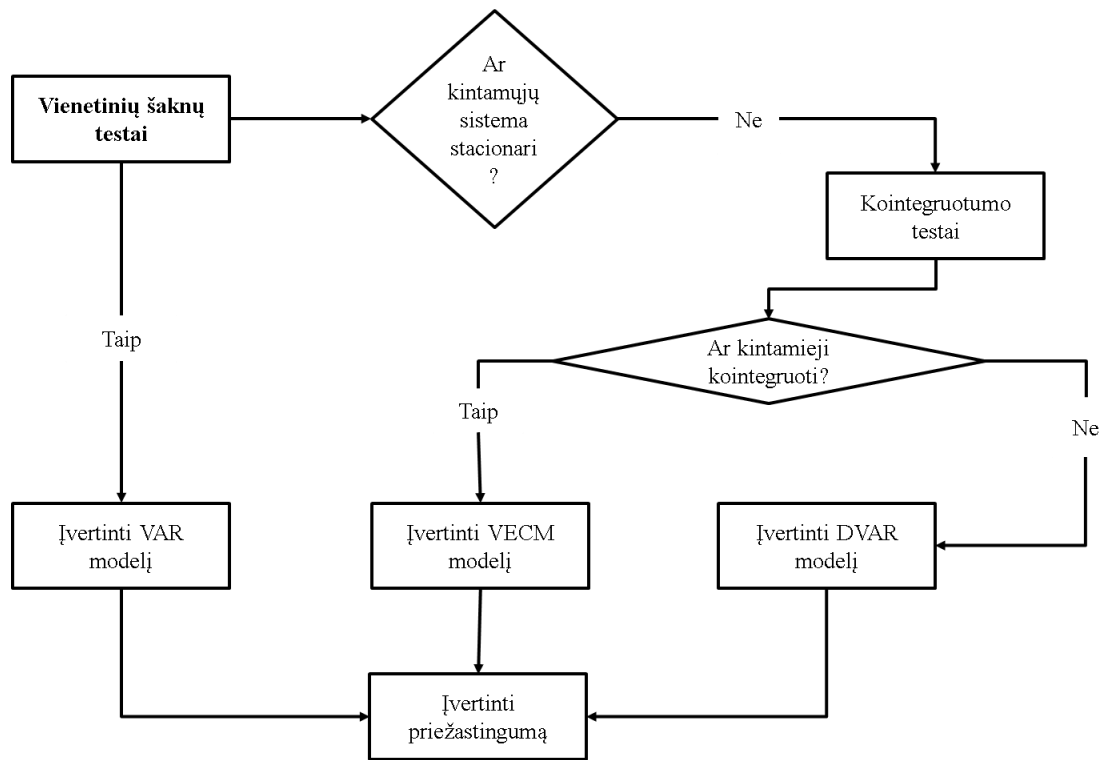 Vienetinių šaknų
testai
Ar
kintamųjų
sistema
stacionari
?
Ne
Kointegruotumo
testai
Taip
Ar kintamieji
kointegruoti?
Taip
Ne
Įvertinti VAR
modelį
Įvertinti VECM
modelį
Įvertinti DVAR
modelį
Įvertinti
priežastingumą